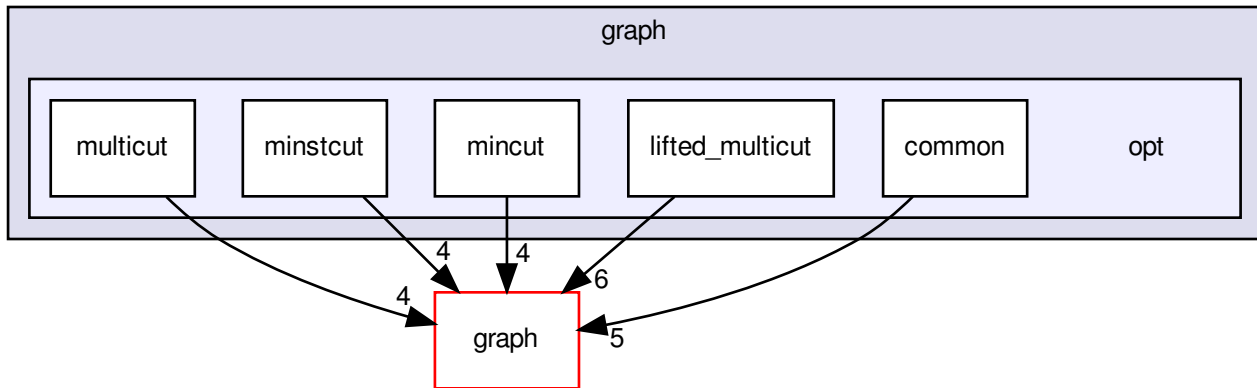 graph
multicut
minstcut
mincut
lifted_multicut
common
opt
4
4
6
4
5
graph